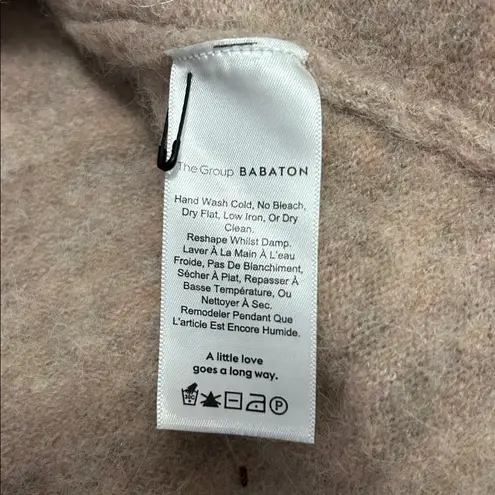 The Group BABATON
Hand Wash Cold, No Bleach,
Dry Flat, Low Iron, Or Dry
Clean.
Reshape Whilst Damp.
Laver À La Main À L'eau
Froide, Pas De Blanchiment,
Sécher À Plat, Repasser À
Basse Température, Ou
Nettoyer À Sec.
Remodeler Pendant Que
L'article Est Encore Humide.
A little love
goes a long way.
P